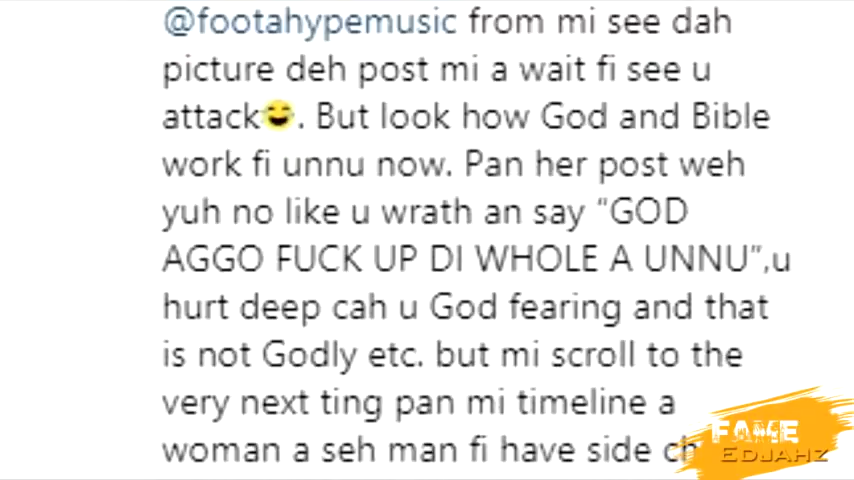 @footahypemusic from mi see dah
picture deh post mi a wait fi see u
attack😄. But look how God and Bible
work fi unnu now. Pan her post weh
yuh no like u wrath an say “GOD
AGGO FUCK UP DI WHOLE A UNNU”,u
hurt deep cah u God fearing and that
is not Godly etc. but mi scroll to the
very next ting pan mi timeline a
woman a seh man fi have side
FAME
EDJAHZ